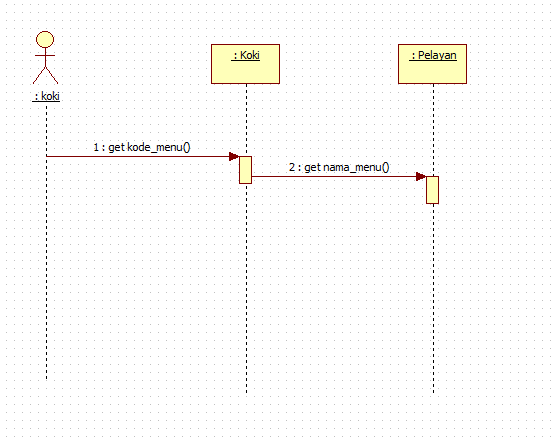 : Koki
: Pelayan
: koki
1 : get kode_menu()
2 : get nama_menu()